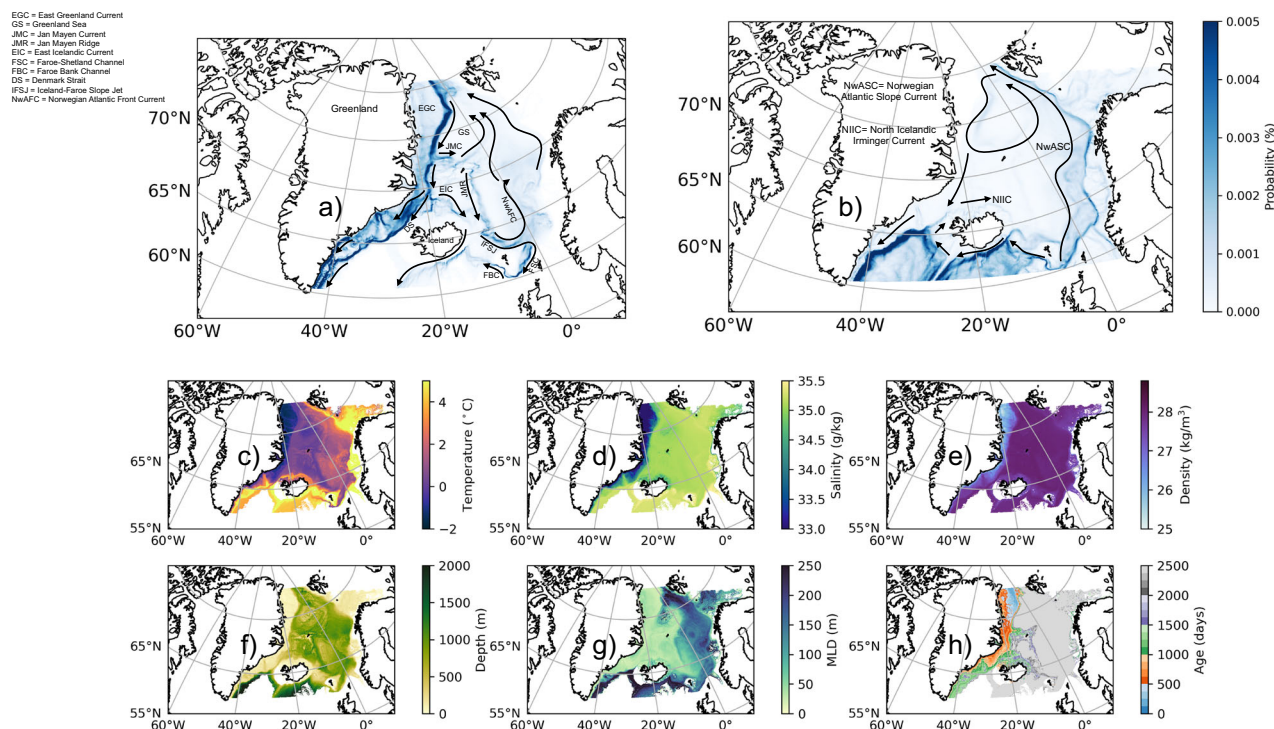 EGC = East Greenland Current
GS = Greenland Sea
JMC = Jan Mayen Current
JMR = Jan Mayen Ridge
EIC = East Icelandic Current
FSC = Faroe-Shetland Channel
FBC = Faroe Bank Channel
DS = Denmark Strait
IFSJ = Iceland-Faroe Slope Jet
NwAFC = Norwegian Atlantic Front Current
Greenland
EGC
GS
JMC
EIC
JMR
NwAFC
DS
Iceland
IFSJ
FBC
a)
70°N
65°N
60°N
60°W
40°W
20°W
0°
NwASC= Norwegian
Atlantic Slope Current
NIIC= North Icelandic
Irminger Current
NwASC
NIIC
b)
70°N
65°N
60°N
60°W
40°W
20°W
0°
0.005
0.004
0.003
0.002
0.001
0.000
Probability (%)
c)
65°N
55°N
60°W
40°W
20°W
0°
4
2
0
−2
Temperature (°C)
d)
65°N
55°N
60°W
40°W
20°W
0°
35.5
35.0
34.5
34.0
33.5
33.0
Salinity (g/kg)
e)
65°N
55°N
60°W
40°W
20°W
0°
28
27
26
25
Density (kg/m³)
f)
65°N
55°N
60°W
40°W
20°W
0°
2000
1500
1000
500
0
Depth (m)
g)
65°N
55°N
60°W
40°W
20°W
0°
250
200
150
100
50
0
MLD (m)
h)
65°N
55°N
60°W
40°W
20°W
0°
2500
2000
1500
1000
500
0
Age (days)